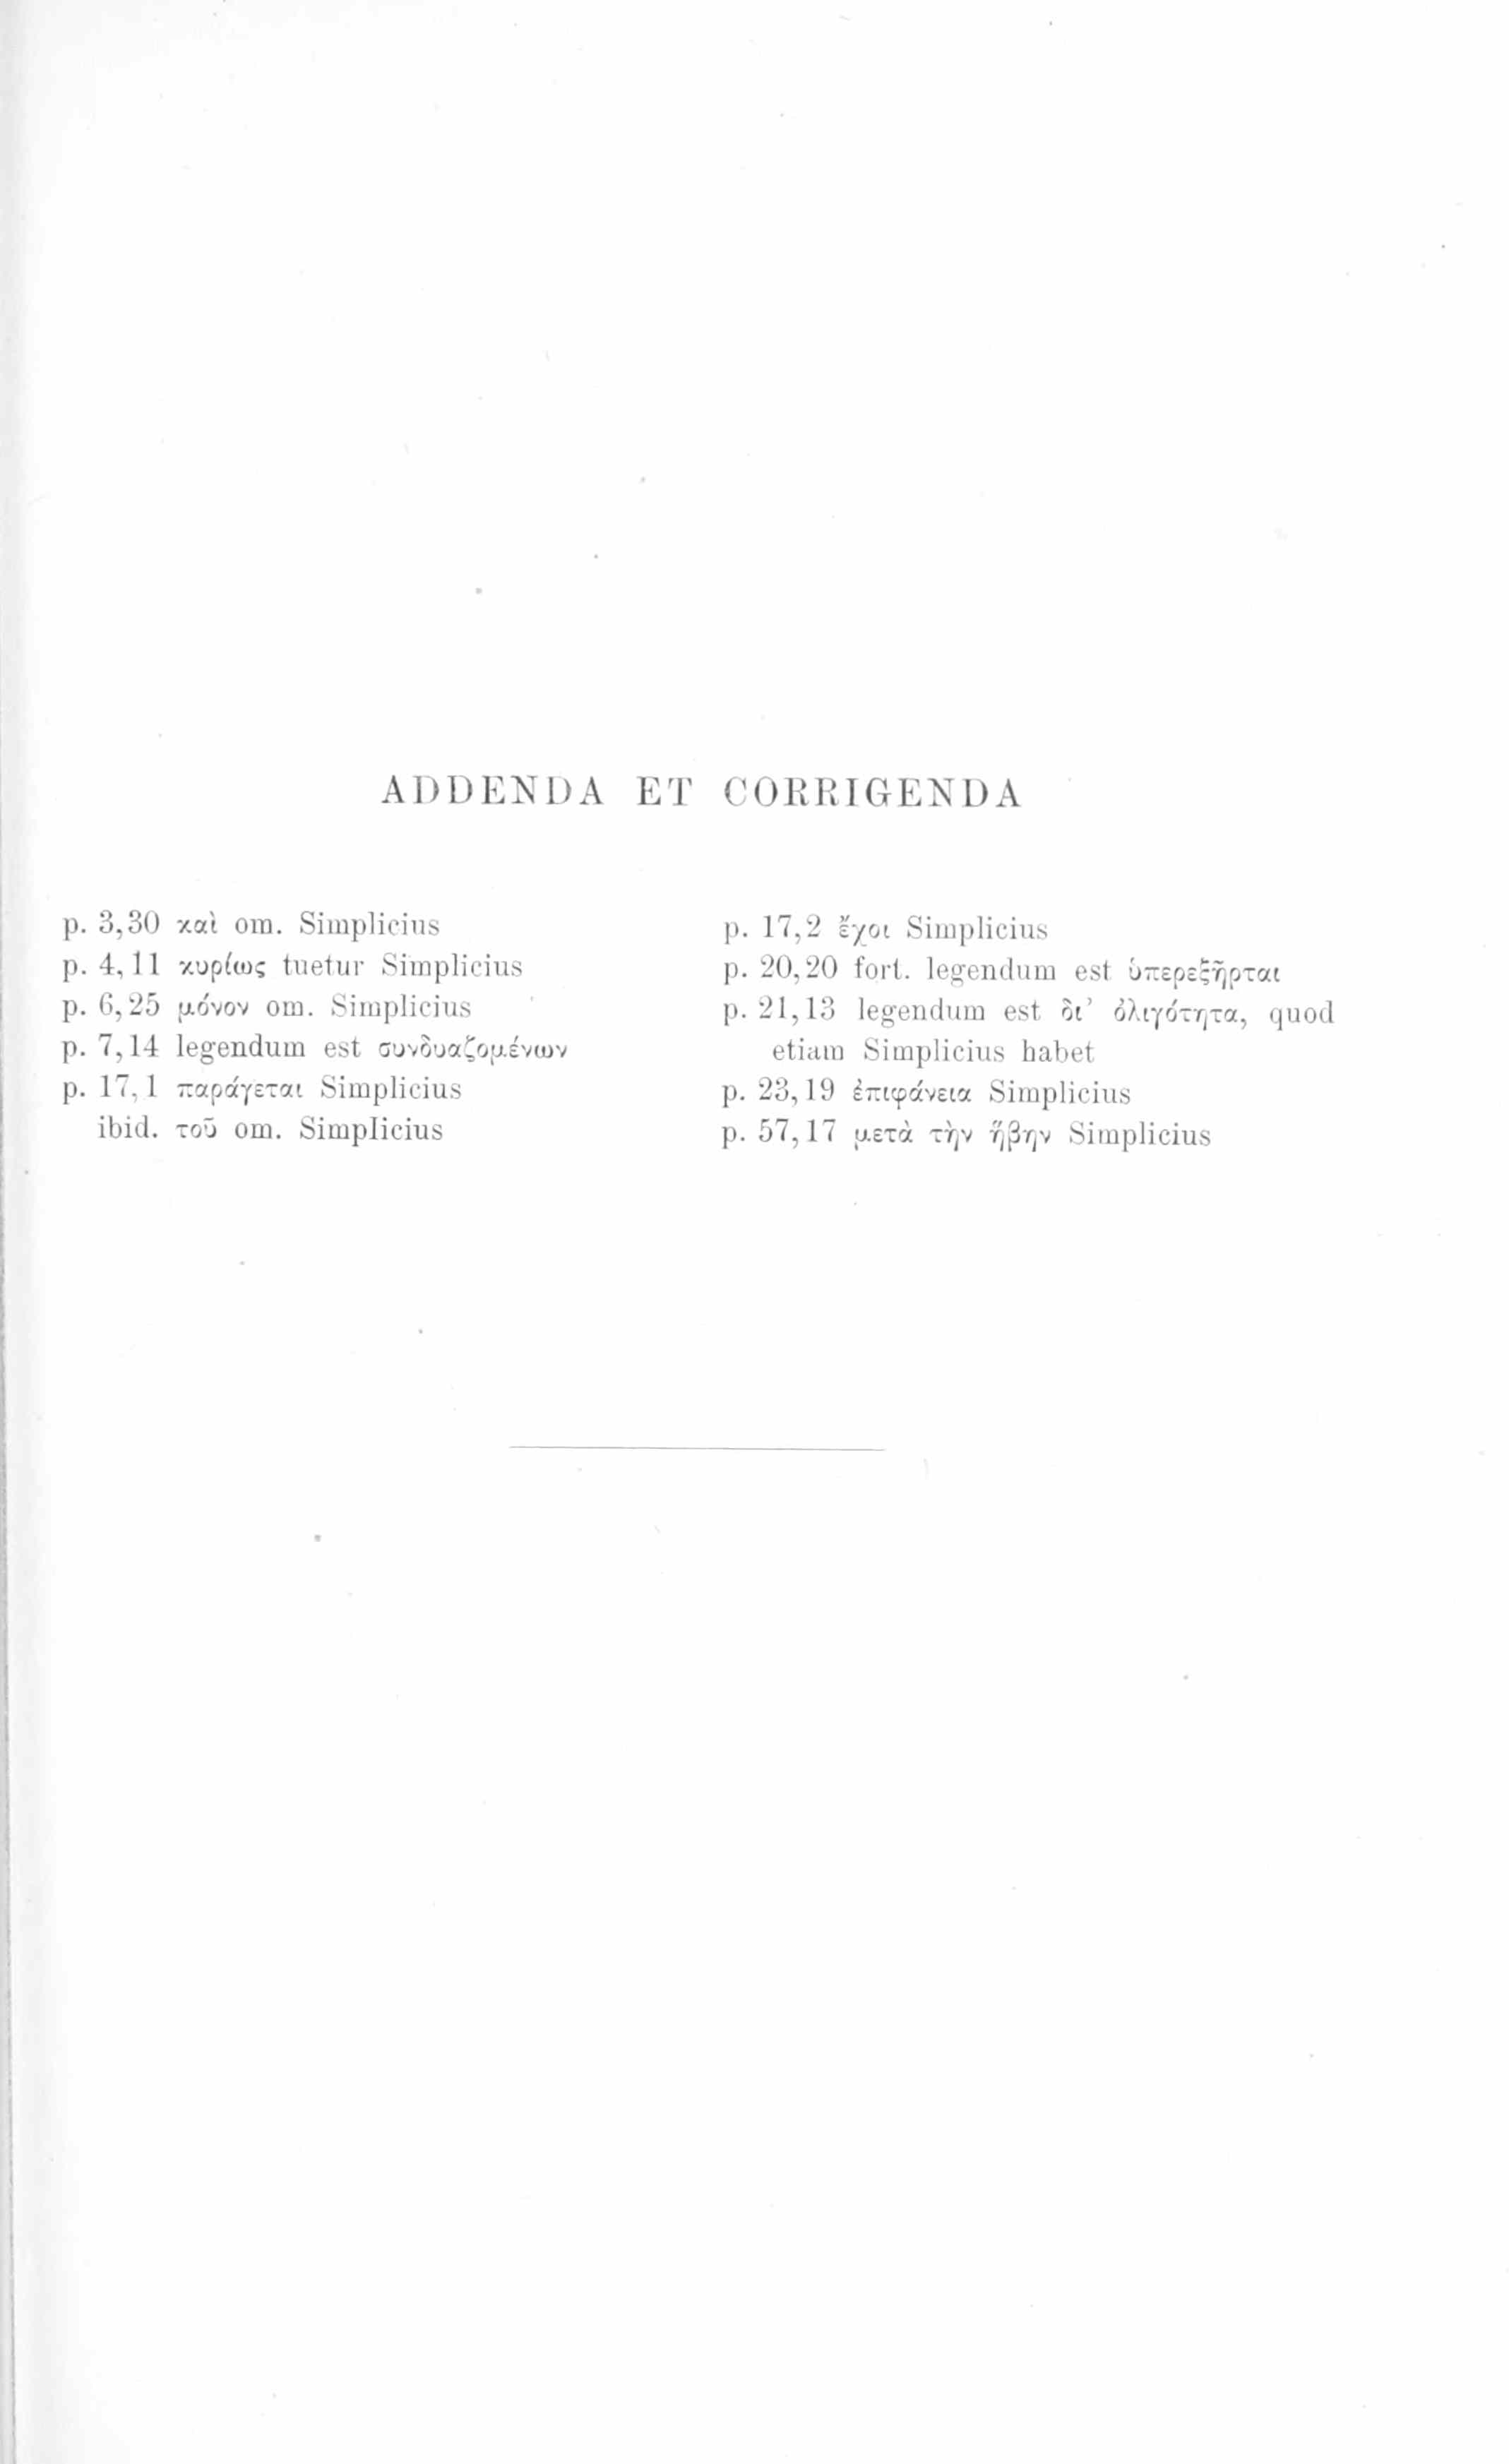 ADDENDA ET CORRIGENDA
p. 3,30 καὶ om. Simplicius
p. 4,11 κυρίως tuetur Simplicius
p. 6,25 μόνον om. Simplicius
p. 7,14 legendum est συνδυαζομένων
p. 17,1 παράγεται Simplicius
ibid. τοῦ om. Simplicius
p. 17,2 ἔχοι Simplicius
p. 20,20 fort. legendum est ὑπερεξῆρται
p. 21,13 legendum est δι’ ὀλιγότητα, quod
etiam Simplicius habet
p. 23,19 ἐπιφάνεια Simplicius
p. 57,17 μετὰ τὴν ἥβην Simplicius